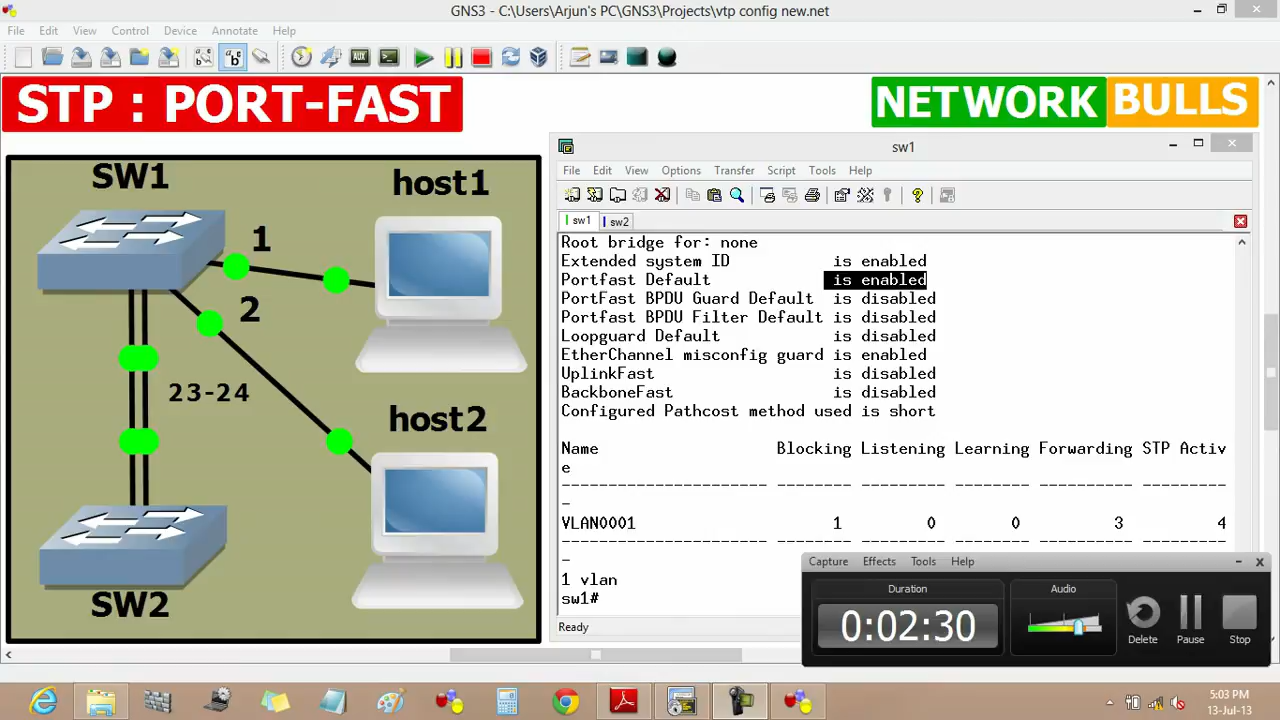 GNS3 - C:\Users\Arjun's PC\GNS3\Projects\vtp config new.net
File Edit View Control Device Annotate Help
AUX
STP : PORT-FAST
NETWORK BULLS
SW1
host1
1
2
23-24
host2
SW2
sw1
File Edit View Options Transfer Script Tools Help
sw1 sw2
Root bridge for: none
Extended system ID is enabled
Portfast Default is enabled
PortFast BPDU Guard Default is disabled
Portfast BPDU Filter Default is disabled
Loopguard Default is disabled
EtherChannel misconfig guard is enabled
UplinkFast is disabled
BackboneFast is disabled
Configured Pathcost method used is short
Name Blocking Listening Learning Forwarding STP Activ
e
---------------------- -------- --------- -------- ---------- ---------
-
VLAN0001 1 0 0 3 4
---------------------- -------- --------- -------- ---------- ---------
-
1 vlan
sw1#
Ready
Capture Effects Tools Help
Duration
0:02:30
Audio
Delete
Pause
Stop
5:03 PM
13-Jul-13